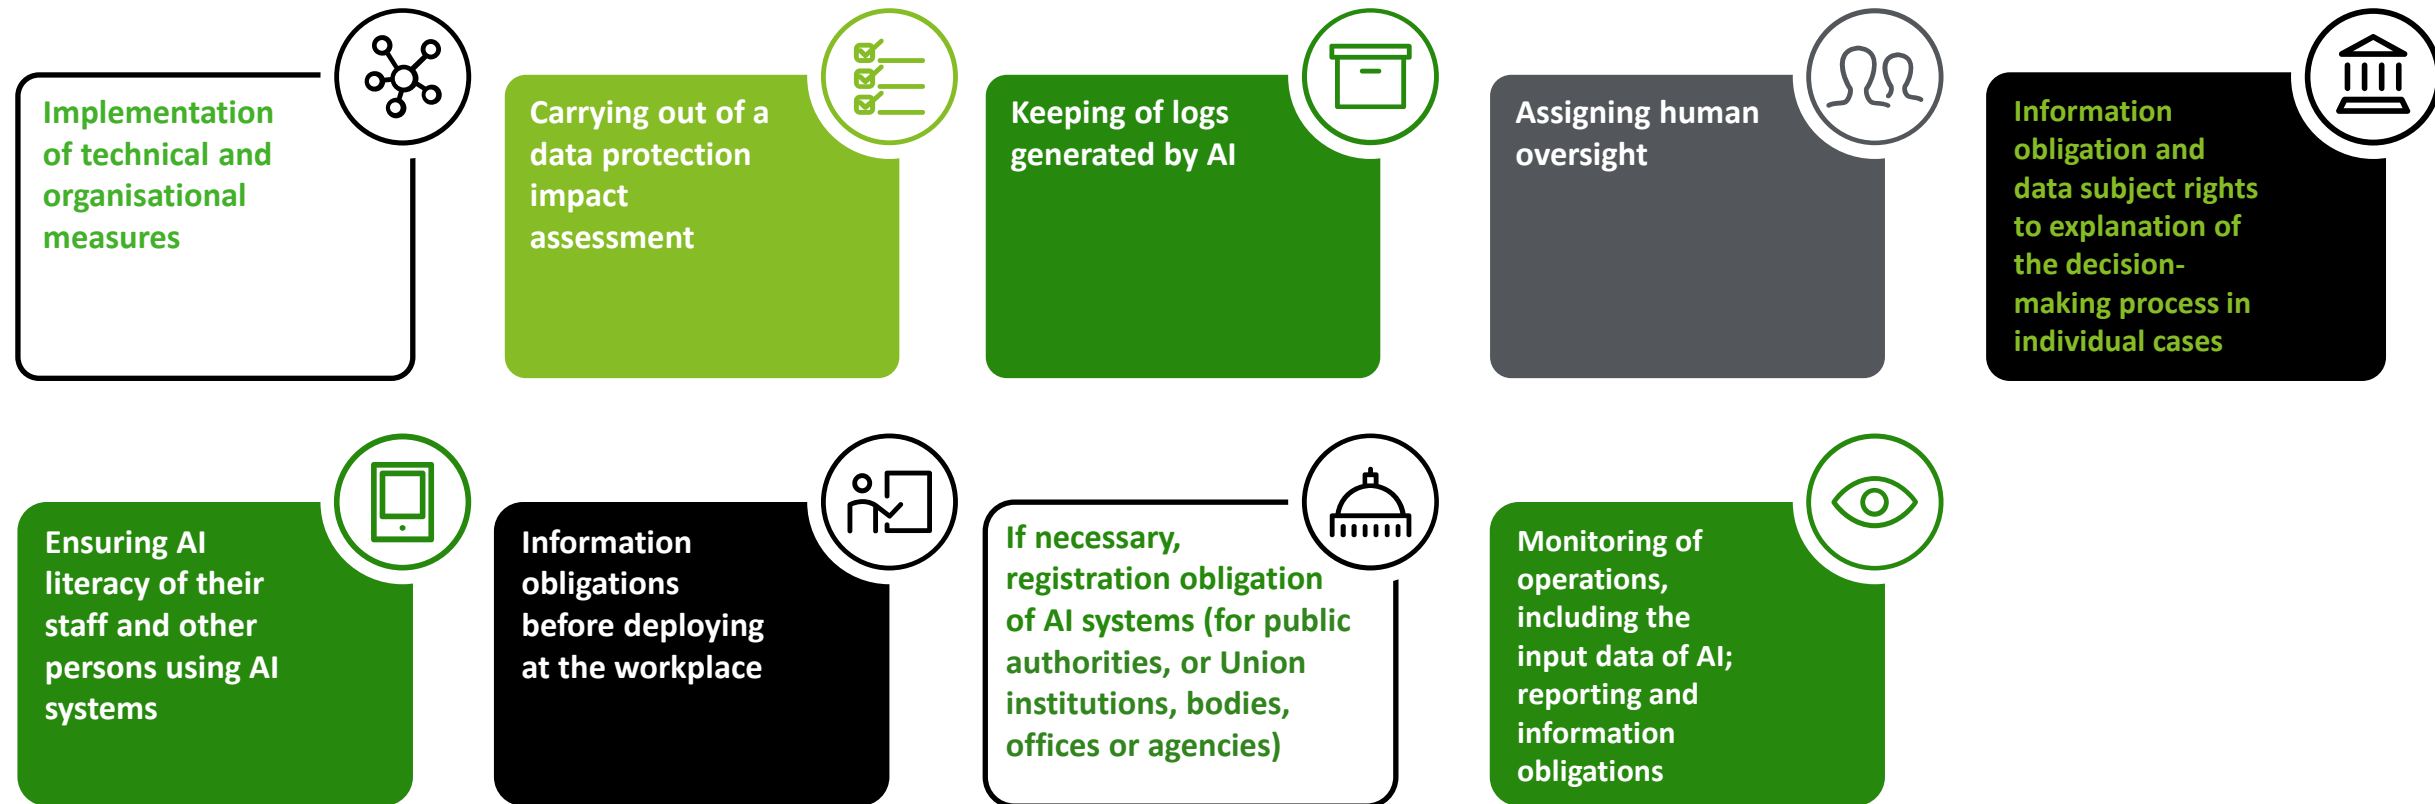 Implementation
of technical and
organisational
measures
Carrying out of a
data protection
impact
assessment
Keeping of logs
generated by AI
Assigning human
oversight
Information
obligation and
data subject rights
to explanation of
the decision-
making process in
individual cases
Ensuring AI
literacy of their
staff and other
persons using AI
systems
Information
obligations
before deploying
at the workplace
If necessary,
registration obligation
of AI systems (for public
authorities, or Union
institutions, bodies,
offices or agencies)
Monitoring of
operations,
including the
input data of AI;
reporting and
information
obligations